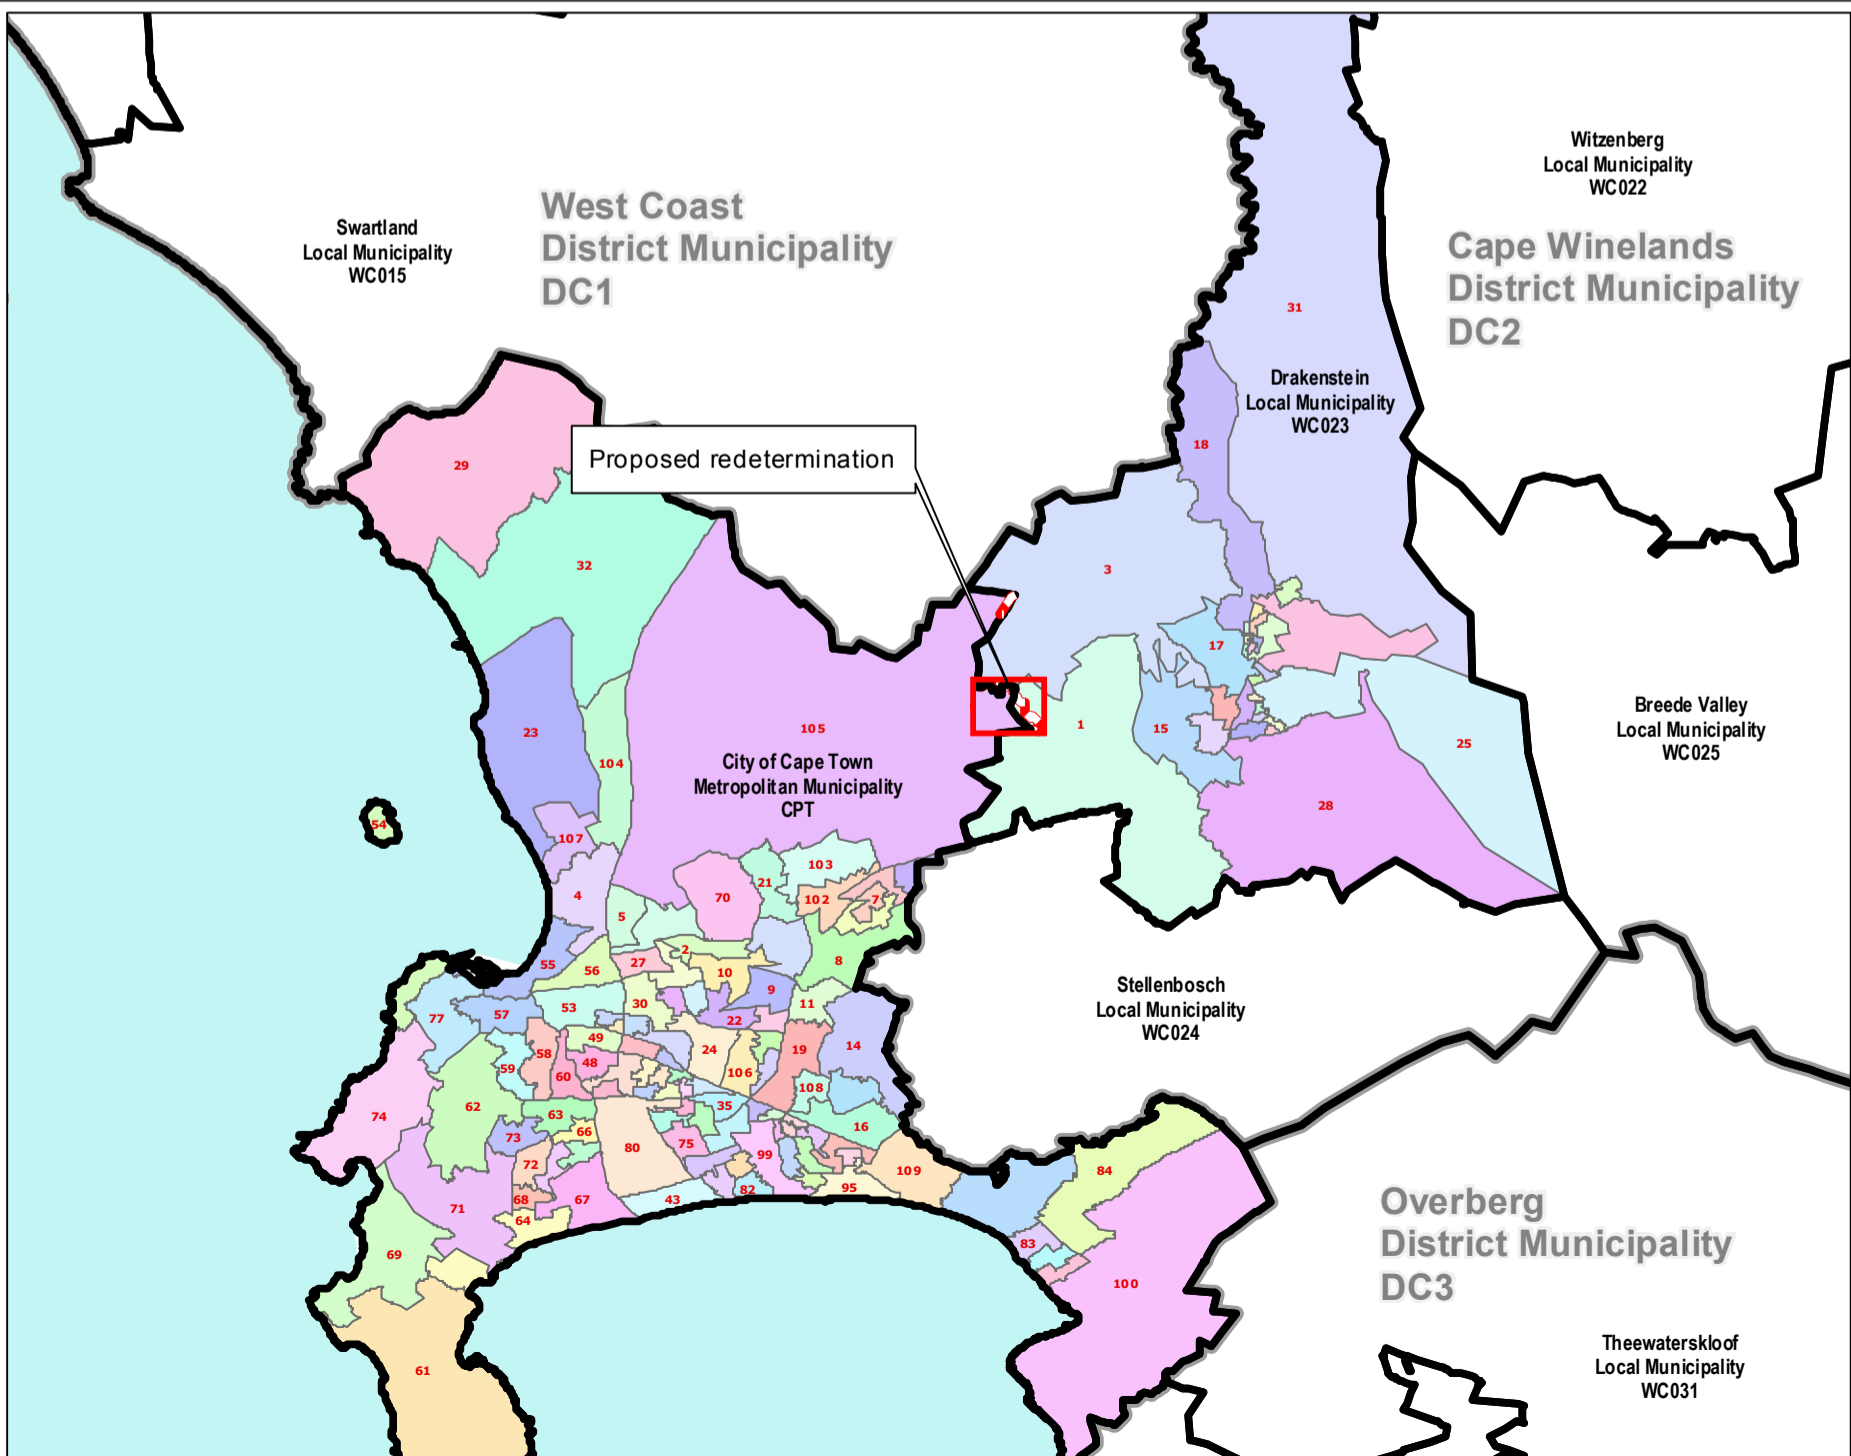 Witzenberg
Local Municipality
WC022
West Coast
District Municipality
DC1
Swartland
Local Municipality
WC015
Cape Winelands
District Municipality
DC2
31
Drakenstein
Local Municipality
WC023
18
Proposed redetermination
29
32
3
17
23
105
City of Cape Town
Metropolitan Municipality
CPT
104
1
15
25
Breede Valley
Local Municipality
WC025
28
54
107
103
21
4
70
102
7
5
2
55
56
27
10
8
9
Stellenbosch
Local Municipality
WC024
77
57
53
30
11
22
49
58
48
24
19
14
59
60
106
108
74
62
63
35
66
16
73
75
80
99
72
109
84
68
67
43
82
95
71
64
69
83
100
Overberg
District Municipality
DC3
61
Theewaterskloof
Local Municipality
WC031